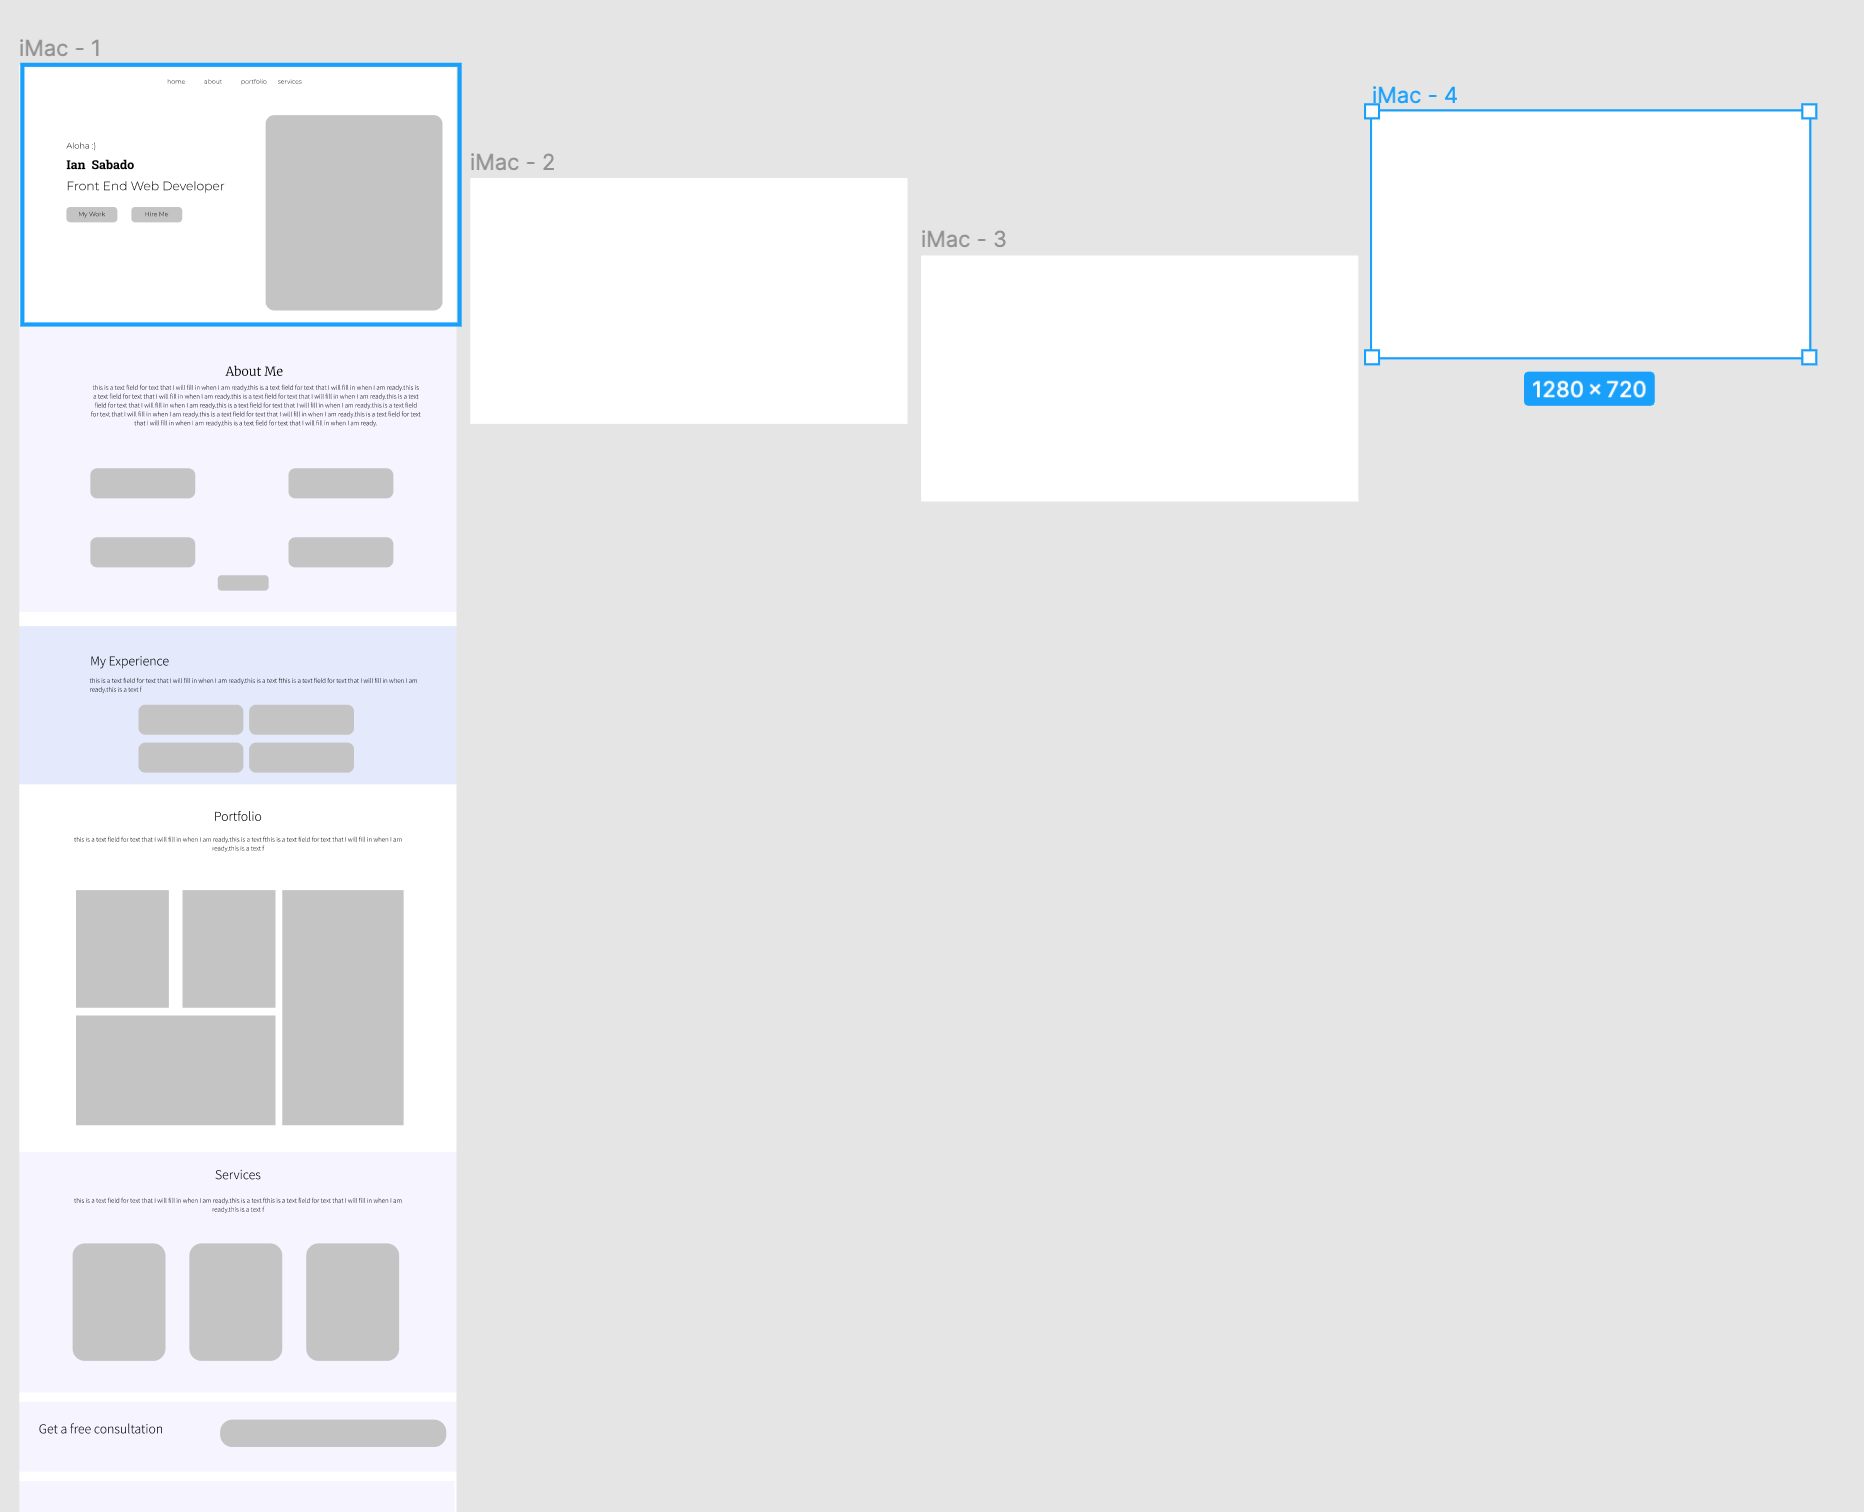 iMac - 1
home about portfolio services
Aloha :)
Ian Sabado
Front End Web Developer
My Work Hire Me
About Me
this is a text field for text that I will fill in when I am ready.this is a text field for text that I will fill in when I am ready.this is
a text field for text that I will fill in when I am ready.this is a text field for text that I will fill in when I am ready.this is a text
field for text that I will fill in when I am ready.this is a text field for text that I will fill in when I am ready.this is a text field
for text that I will fill in when I am ready.this is a text field for text that I will fill in when I am ready.this is a text field for text
that I will fill in when I am ready.this is a text field for text that I will fill in when I am ready.
My Experience
this is a text field for text that I will fill in when I am ready.this is a text fthis is a text field for text that I will fill in when I am
ready.this is a text f
Portfolio
this is a text field for text that I will fill in when I am ready.this is a text fthis is a text field for text that I will fill in when I am
ready.this is a text f
Services
this is a text field for text that I will fill in when I am ready.this is a text fthis is a text field for text that I will fill in when I am
ready.this is a text f
Get a free consultation
iMac - 2
iMac - 3
iMac - 4
1280 × 720